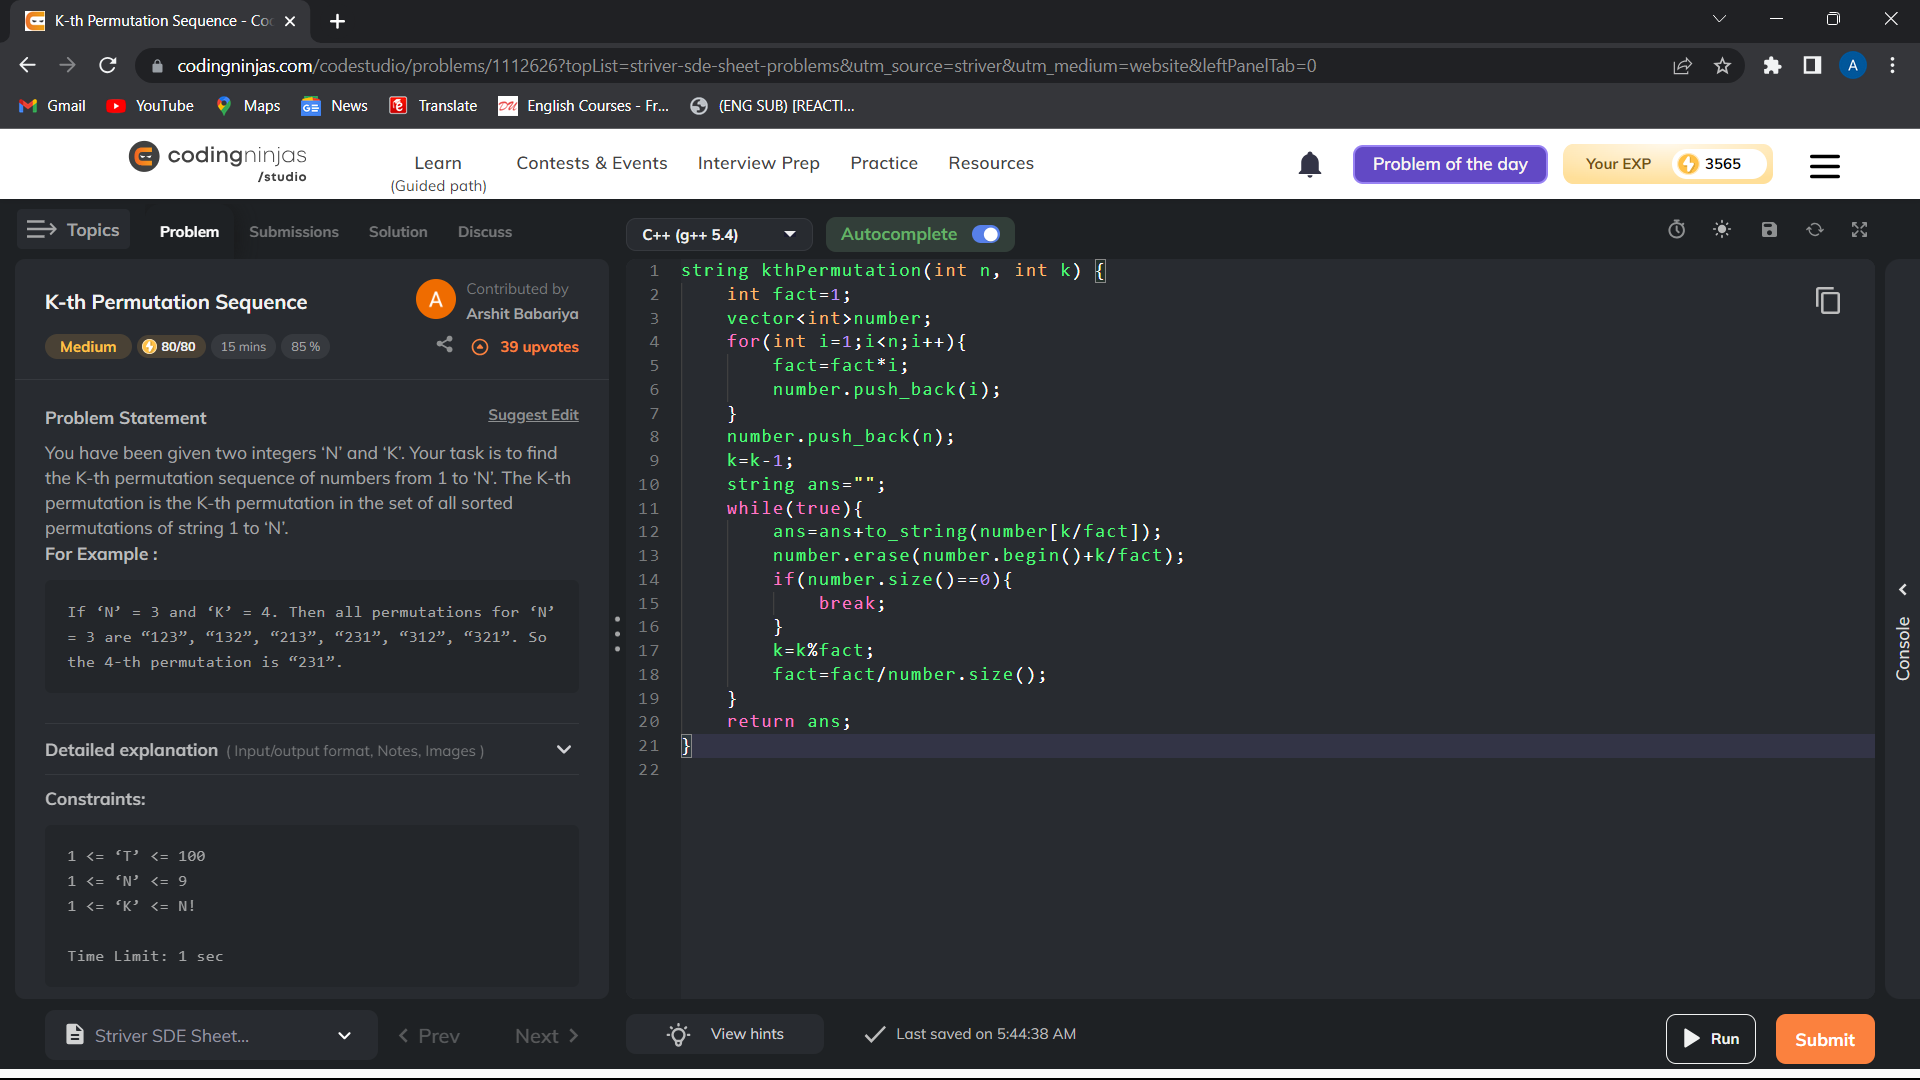 K-th Permutation Sequence - Co
codingninjas.com/codestudio/problems/1112626?topList=striver-sde-sheet-problems&utm_source=striver&utm_medium=website&leftPanelTab=0
A
Gmail YouTube Maps News Translate English Courses - Fr... (ENG SUB) [REACTI...
codingninjas
/studio
Learn
(Guided path)
Contests & Events Interview Prep Practice Resources
Problem of the day
Your EXP 3565
Topics Problem Submissions Solution Discuss
C++ (g++ 5.4) Autocomplete
K-th Permutation Sequence
A
Contributed by
Arshit Babariya
Medium 80/80 15 mins 85 % 39 upvotes
Problem Statement Suggest Edit
You have been given two integers ‘N’ and ‘K’. Your task is to find
the K-th permutation sequence of numbers from 1 to ‘N’. The K-th
permutation is the K-th permutation in the set of all sorted
permutations of string 1 to ‘N’.
For Example :
If ‘N’ = 3 and ‘K’ = 4. Then all permutations for ‘N’
= 3 are “123”, “132”, “213”, “231”, “312”, “321”. So
the 4-th permutation is “231”.
Detailed explanation ( Input/output format, Notes, Images )
Constraints:
1 <= ‘T’ <= 100
1 <= ‘N’ <= 9
1 <= ‘K’ <= N!
Time Limit: 1 sec
1 string kthPermutation(int n, int k) {
2 int fact=1;
3 vector<int>number;
4 for(int i=1;i<n;i++){
5 fact=fact*i;
6 number.push_back(i);
7 }
8 number.push_back(n);
9 k=k-1;
10 string ans="";
11 while(true){
12 ans=ans+to_string(number[k/fact]);
13 number.erase(number.begin()+k/fact);
14 if(number.size()==0){
15 break;
16 }
17 k=k%fact;
18 fact=fact/number.size();
19 }
20 return ans;
21 }
22
Console
Striver SDE Sheet... Prev Next
View hints Last saved on 5:44:38 AM
Run Submit